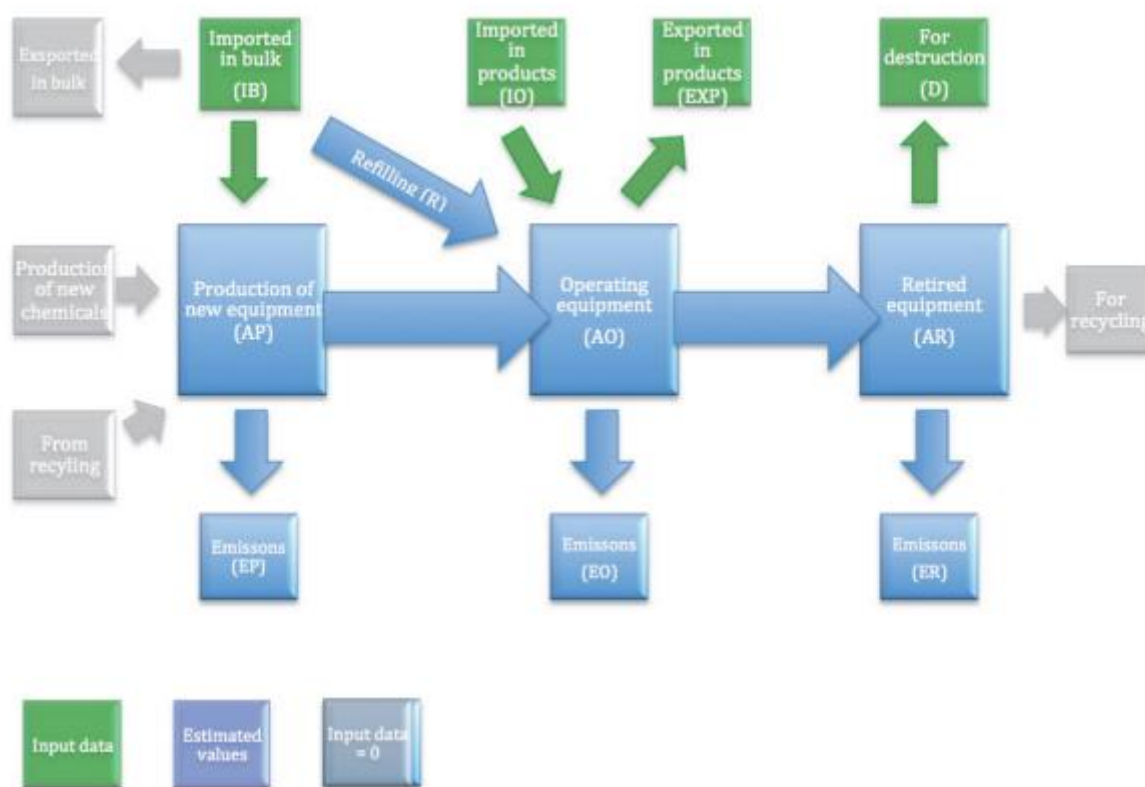 Exsported
in bulk
Imported
in bulk
(IB)
Imported
in
products
(IO)
Exported
in
products
(EXP)
For
destruction
(D)
Refilling (R)
Production
of new
chemicals
Production of
new equipment
(AP)
Operating
equipment
(AO)
Retired
equipment
(AR)
For
recycling
From
recyling
Emissons
(EP)
Emissons
(EO)
Emissons
(ER)
Input data
Estimated
values
Input data
= 0